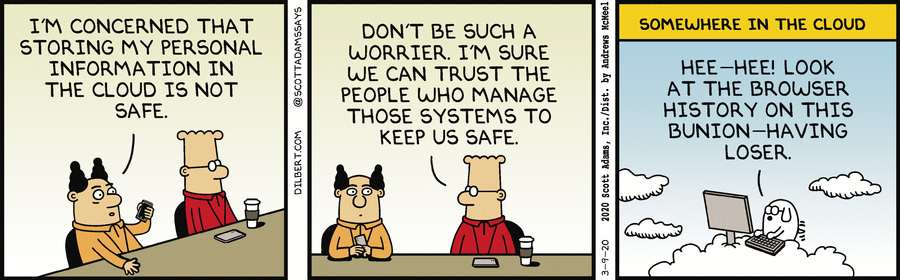 I'M CONCERNED THAT
STORING MY PERSONAL
INFORMATION IN
THE CLOUD IS NOT
SAFE.
DILBERT.COM @SCOTTADAMSSAYS
DON'T BE SUCH A
WORRIER. I'M SURE
WE CAN TRUST THE
PEOPLE WHO MANAGE
THOSE SYSTEMS TO
KEEP US SAFE.
3-9-20 2020 Scott Adams, Inc./Dist. by Andrews McMeel
SOMEWHERE IN THE CLOUD
HEE-HEE! LOOK
AT THE BROWSER
HISTORY ON THIS
BUNION-HAVING
LOSER.